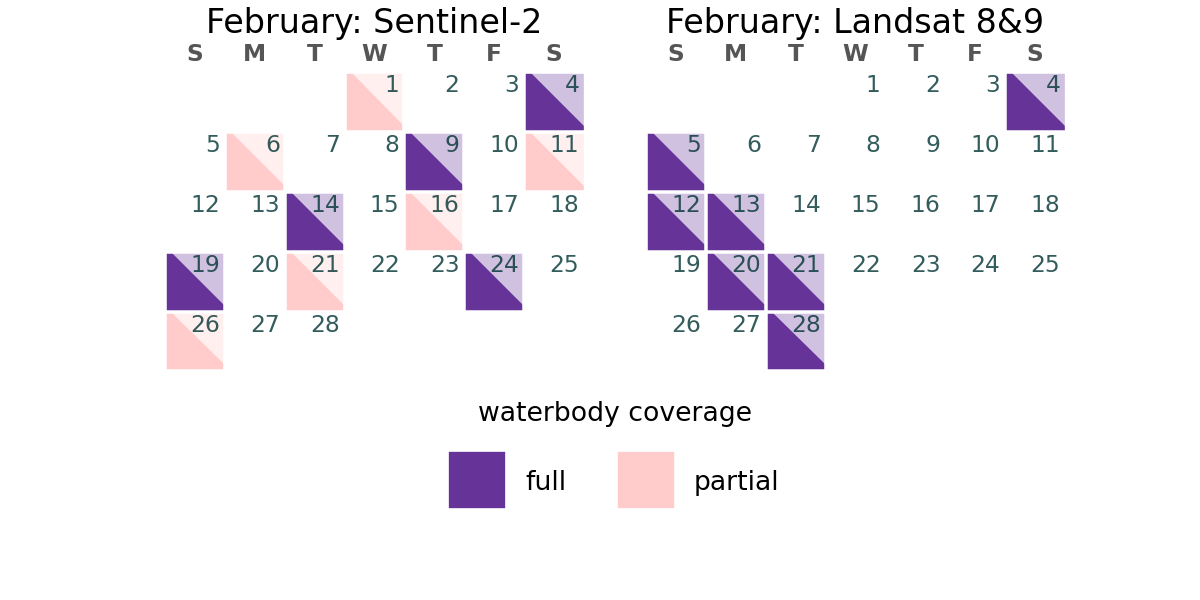 February: Sentinel-2
S M T W T F S
1 2 3 4
5 6 7 8 9 10 11
12 13 14 15 16 17 18
19 20 21 22 23 24 25
26 27 28
February: Landsat 8&9
S M T W T F S
1 2 3 4
5 6 7 8 9 10 11
12 13 14 15 16 17 18
19 20 21 22 23 24 25
26 27 28
waterbody coverage
full partial